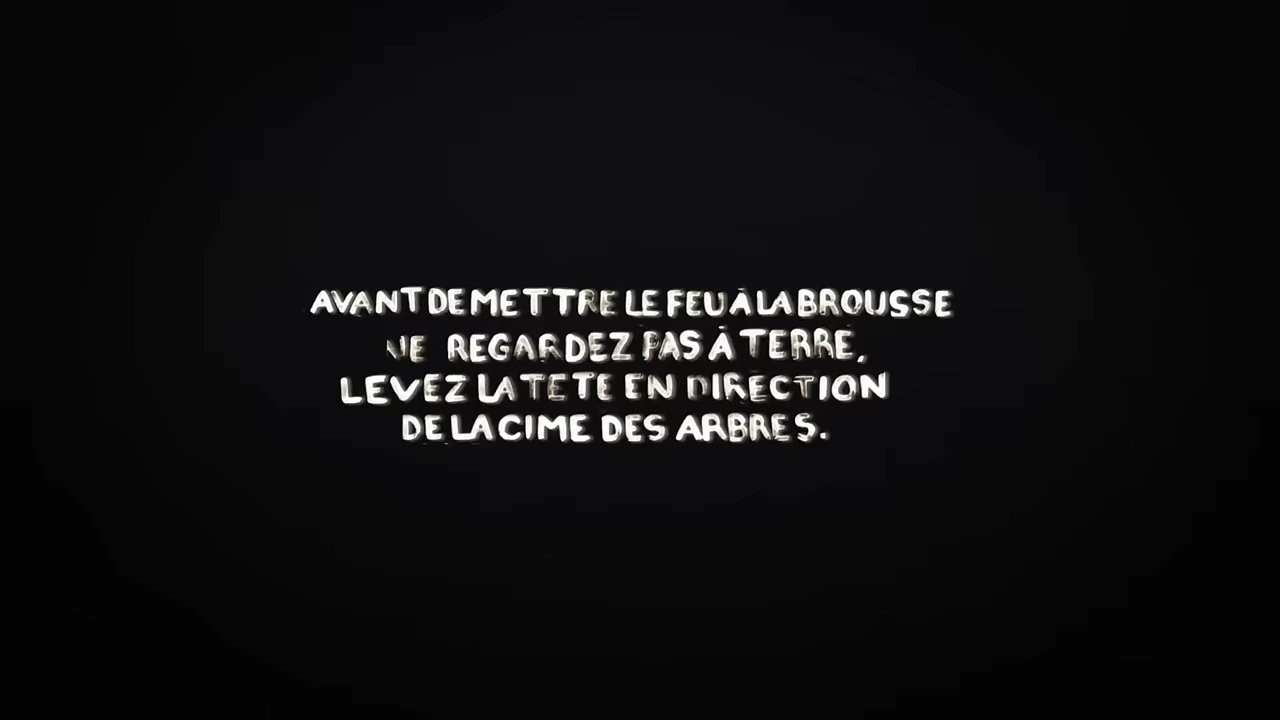 AVANT DE METTRE LE FEU À LA BROUSSE
NE REGARDEZ PAS À TERRE,
LEVEZ LA TETE EN DIRECTION
DE LA CIME DES ARBRES.